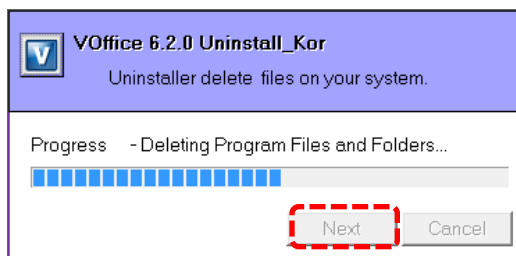 V
VOffice 6.2.0 Uninstall_Kor
Uninstaller delete files on your system.
Progress - Deleting Program Files and Folders...
Next Cancel